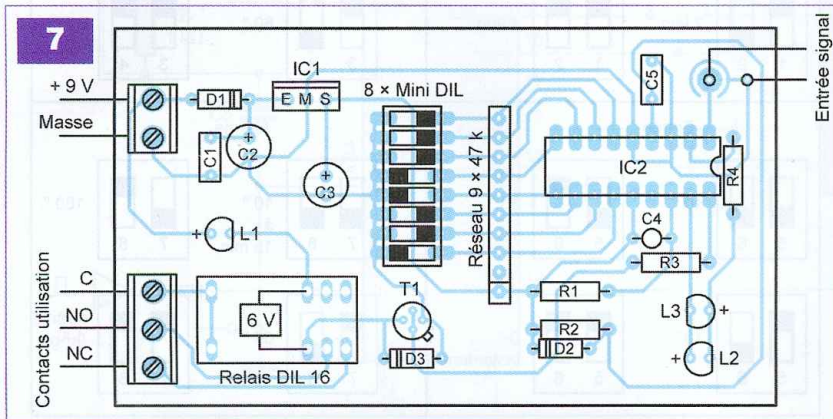 7
+ 9 V
Masse
D1
IC1
E M S
8 × Mini DIL
C5
Entrée signal
C1
+
C2
+
C3
Réseau 9 × 47 k
IC2
R4
+
L1
C4
R3
Contacts utilisation
C
NO
NC
6 V
Relais DIL 16
T1
D3
R1
R2
D2
L3
+
+
L2